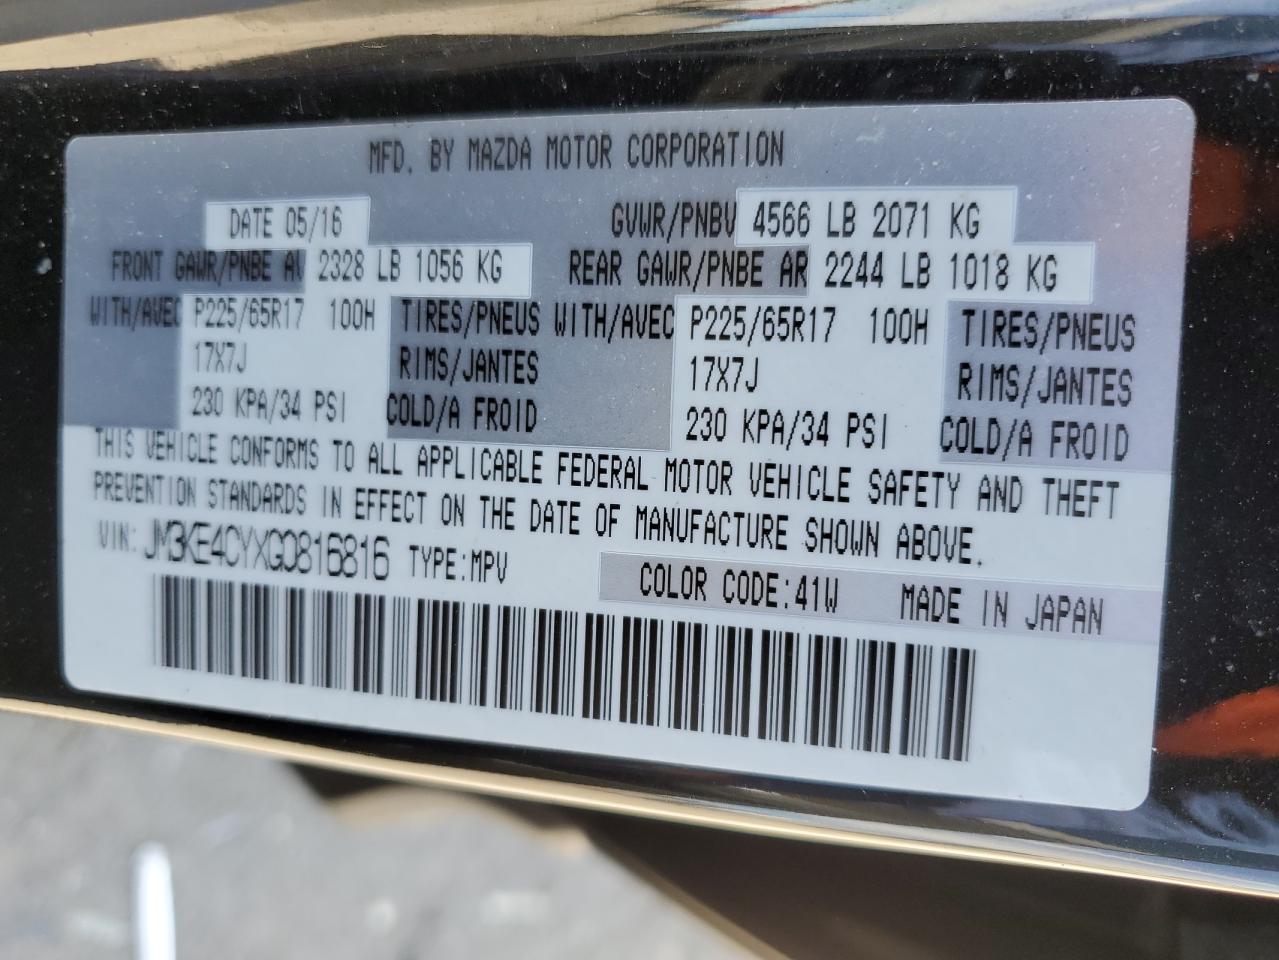 MFD. BY MAZDA MOTOR CORPORATION
DATE 05/16 GVWR/PNBV 4566 LB 2071 KG
FRONT GAWR/PNBE AV 2328 LB 1056 KG REAR GAWR/PNBE AR 2244 LB 1018 KG
WITH/AVEC P225/65R17 100H TIRES/PNEUS WITH/AVEC P225/65R17 100H TIRES/PNEUS
17X7J RIMS/JANTES 17X7J RIMS/JANTES
230 KPA/34 PSI COLD/A FROID 230 KPA/34 PSI COLD/A FROID
THIS VEHICLE CONFORMS TO ALL APPLICABLE FEDERAL MOTOR VEHICLE SAFETY AND THEFT
PREVENTION STANDARDS IN EFFECT ON THE DATE OF MANUFACTURE SHOWN ABOVE.
VIN: JM3KE4CYXG0816816 TYPE:MPV COLOR CODE:41W MADE IN JAPAN